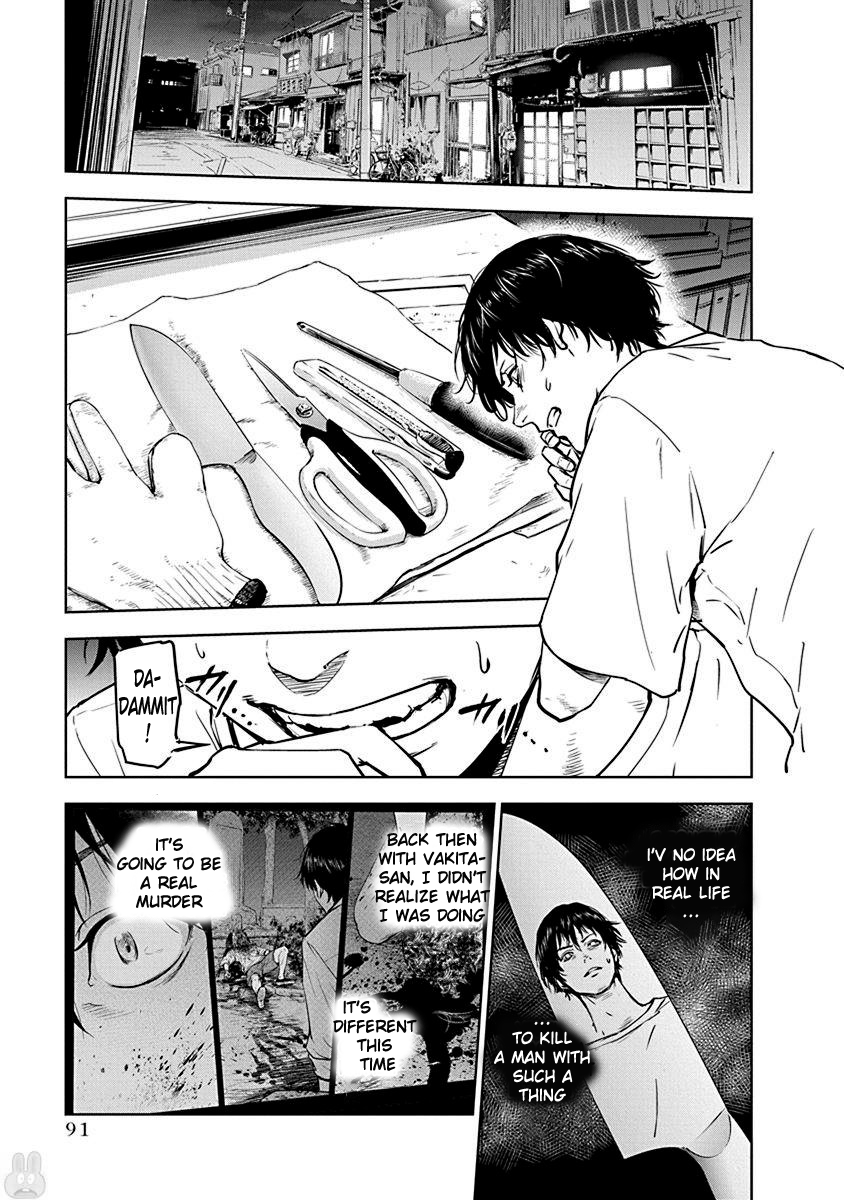 DA-
DAMMIT
!
I'V NO IDEA
HOW IN
REAL LIFE
...
...
TO KILL
A MAN WITH
SUCH A
THING
BACK THEN
WITH VAKITA-
SAN, I DIDN'T
REALIZE WHAT
I WAS DOING
IT'S
DIFFERENT
THIS
TIME
IT'S
GOING TO BE
A REAL
MURDER
91